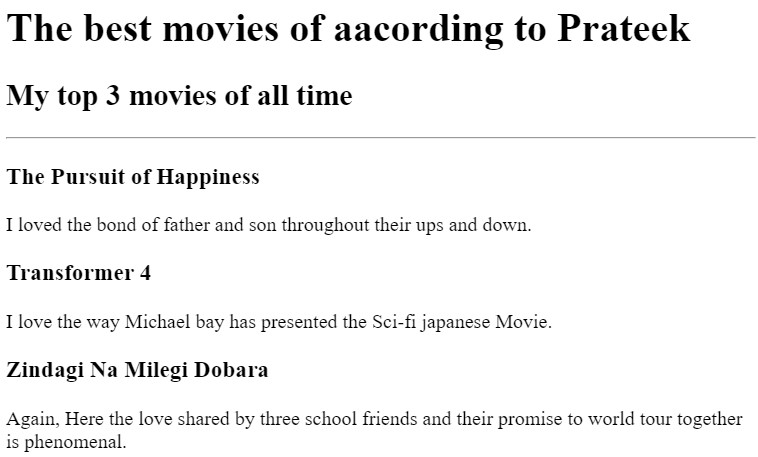 The best movies of aacording to Prateek
My top 3 movies of all time
The Pursuit of Happiness
I loved the bond of father and son throughout their ups and down.
Transformer 4
I love the way Michael bay has presented the Sci-fi japanese Movie.
Zindagi Na Milegi Dobara
Again, Here the love shared by three school friends and their promise to world tour together
is phenomenal.